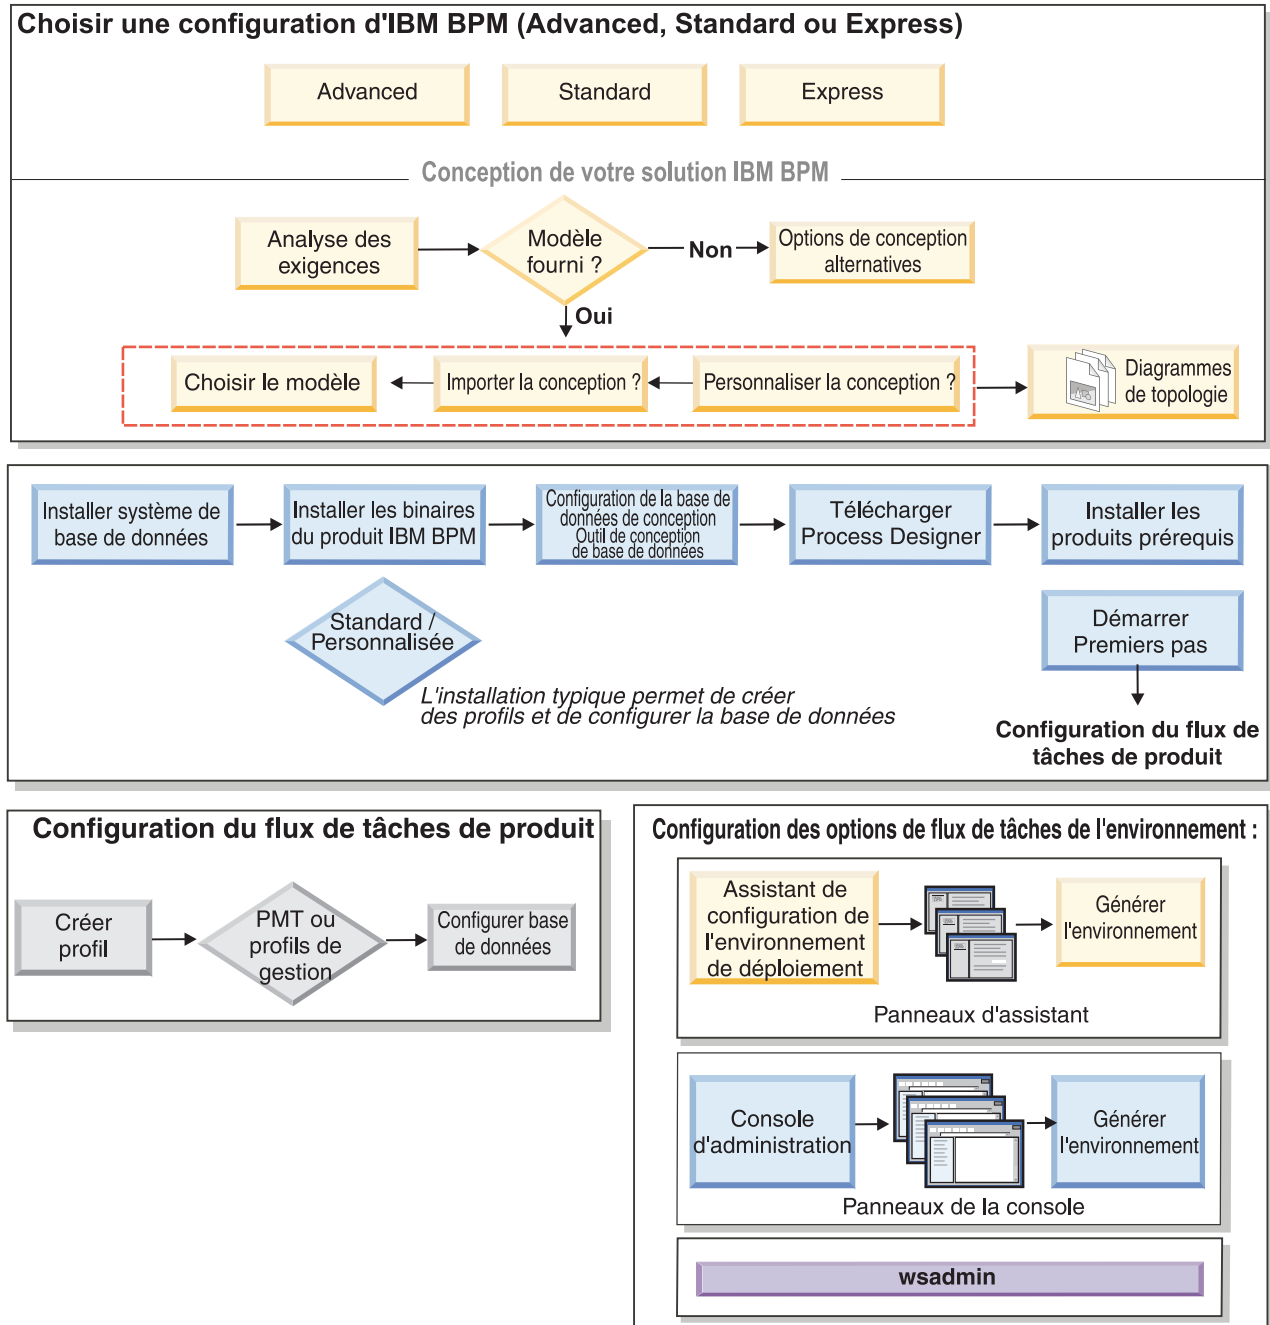 Choisir une configuration d'IBM BPM (Advanced, Standard ou Express)
Advanced
Standard
Express
Conception de votre solution IBM BPM
Analyse des
exigences
Modèle
fourni ?
Non
Options de conception
alternatives
Oui
Choisir le modèle
Importer la conception ?
Personnaliser la conception ?
Diagrammes
de topologie
Installer système de
base de données
Installer les binaires
du produit IBM BPM
Configuration de la base de
données de conception
Outil de conception
de base de données
Télécharger
Process Designer
Installer les
produits prérequis
Standard /
Personnalisée
L'installation typique permet de créer
des profils et de configurer la base de données
Démarrer
Premiers pas
Configuration du flux de
tâches de produit
Configuration du flux de tâches de produit
Créer
profil
PMT ou
profils de
gestion
Configurer base
de données
Configuration des options de flux de tâches de l'environnement :
Assistant de
configuration de
l'environnement
de déploiement
Générer
l'environnement
Panneaux d'assistant
Console
d'administration
Générer
l'environnement
Panneaux de la console
wsadmin